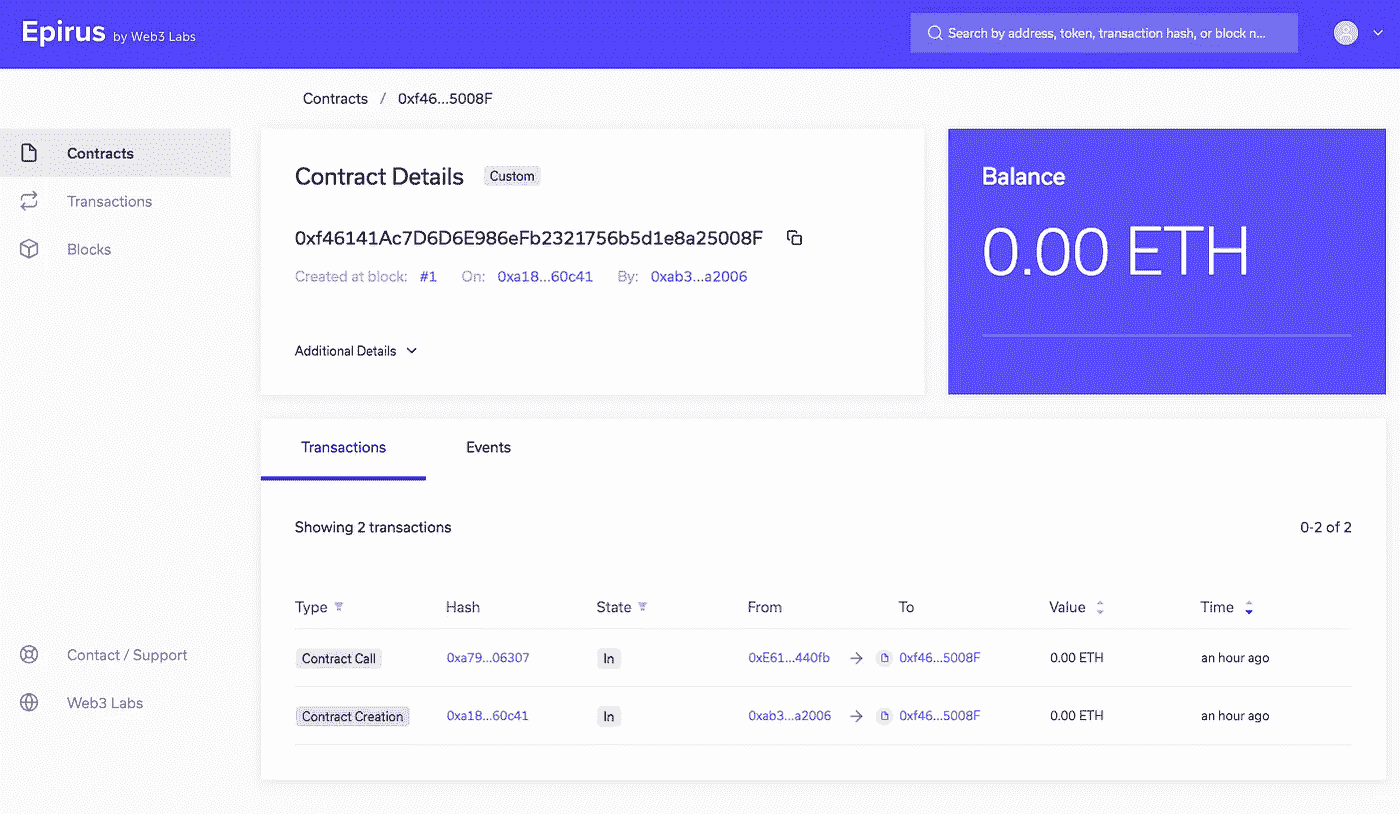 Epirus by Web3 Labs
Search by address, token, transaction hash, or block n...
Contracts / 0xf46...5008F
Contracts
Transactions
Blocks
Contact / Support
Web3 Labs
Contract Details Custom
0xf46141Ac7D6D6E986eFb2321756b5d1e8a25008F
Created at block: #1 On: 0xa18...60c41 By: 0xab3...a2006
Additional Details
Balance
0.00 ETH
Transactions Events
Showing 2 transactions 0-2 of 2
Type Hash State From To Value Time
Contract Call 0xa79...06307 In 0xE61...440fb → 0xf46...5008F 0.00 ETH an hour ago
Contract Creation 0xa18...60c41 In 0xab3...a2006 → 0xf46...5008F 0.00 ETH an hour ago